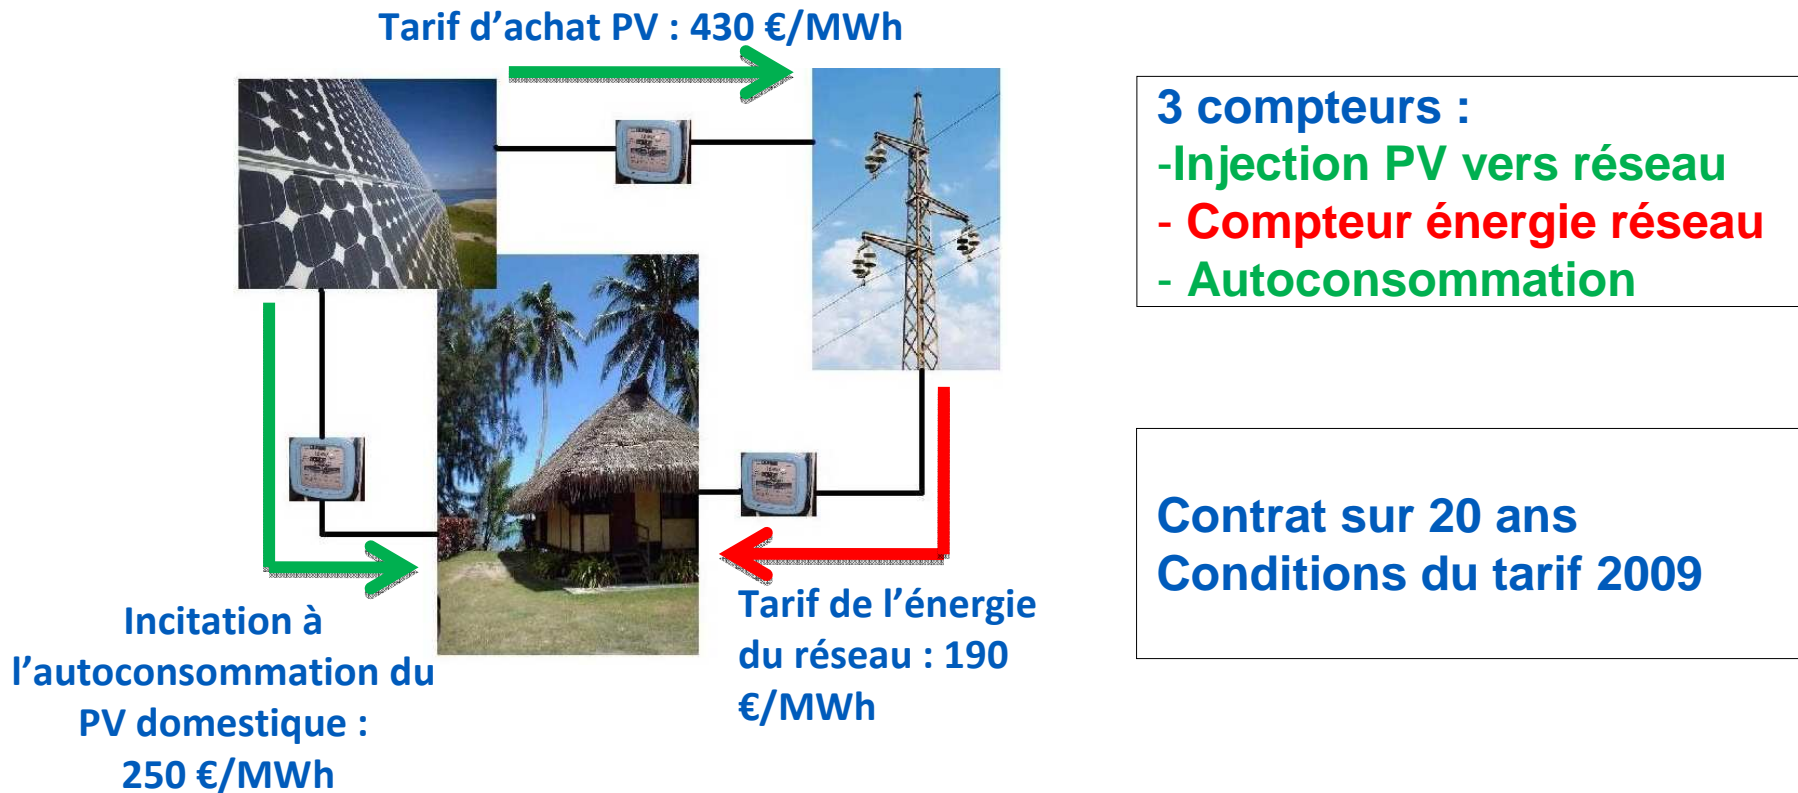 Tarif d’achat PV : 430 €/MWh
3 compteurs :
-Injection PV vers réseau
- Compteur énergie réseau
- Autoconsommation
Contrat sur 20 ans
Conditions du tarif 2009
Incitation à
l’autoconsommation du
PV domestique :
250 €/MWh
Tarif de l’énergie
du réseau : 190
€/MWh